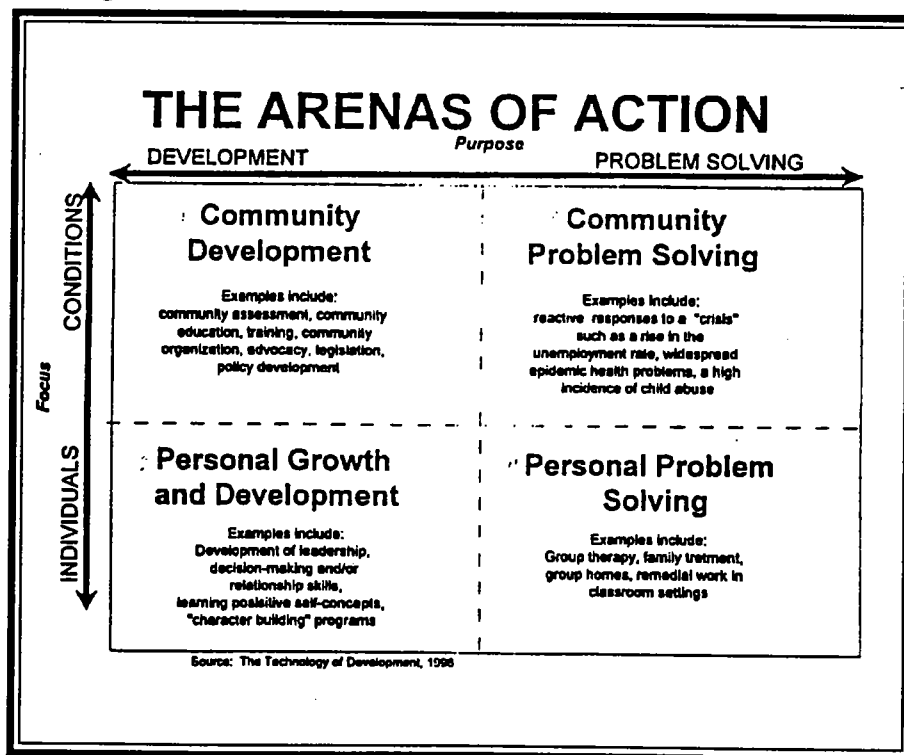 THE ARENAS OF ACTION
Purpose
DEVELOPMENT
PROBLEM SOLVING
Focus
CONDITIONS
INDIVIDUALS
Community
Development
Examples include:
community assessment, community
education, training, community
organization, advocacy, legislation,
policy development
Community
Problem Solving
Examples include:
reactive responses to a "crisis"
such as a rise in the
unemployment rate, widespread
epidemic health problems, a high
incidence of child abuse
Personal Growth
and Development
Examples include:
Development of leadership,
decision-making and/or
relationship skills,
learning posisitive self-concepts,
"character building" programs
Personal Problem
Solving
Examples include:
Group therapy, family tretment,
group homes, remedial work in
classroom settings
Source: The Technology of Development,